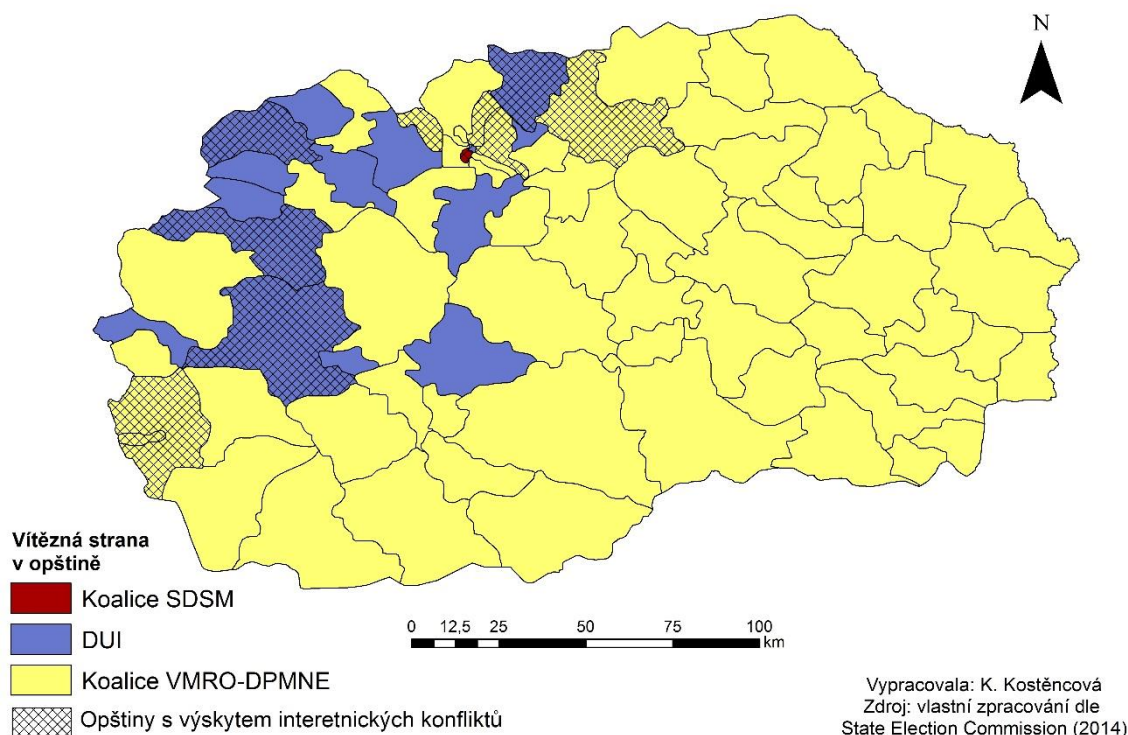 N
Vítězná strana
v opštině
Koalice SDSM
DUI
Koalice VMRO-DPMNE
Opštiny s výskytem interetnických konfliktů
0 12,5 25 50 75 100
km
Vypracovala: K. Kostěncová
Zdroj: vlastní zpracování dle
State Election Commission (2014)